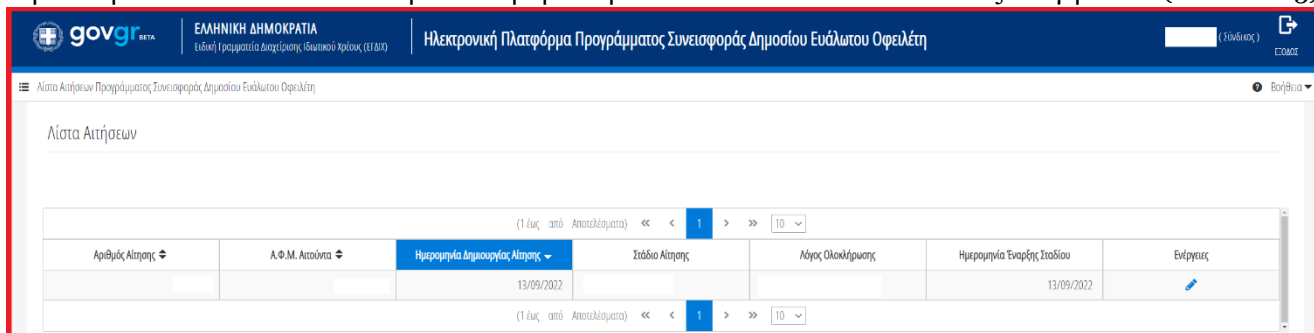 govgr BETA
ΕΛΛΗΝΙΚΗ ΔΗΜΟΚΡΑΤΙΑ
Ειδική Γραμματεία Διαχείρισης Ιδιωτικού Χρέους (ΕΓΔΙΧ)
Ηλεκτρονική Πλατφόρμα Προγράμματος Συνεισφοράς Δημοσίου Ευάλωτου Οφειλέτη
( Σύνδικος )
ΕΞΟΔΟΣ
Λίστα Αιτήσεων Προγράμματος Συνεισφοράς Δημοσίου Ευάλωτου Οφειλέτη
Βοήθεια
Λίστα Αιτήσεων
(1 έως από Αποτελέσματα) « < 1 > » 10
Αριθμός Αίτησης Α.Φ.Μ. Αιτούντα Ημερομηνία Δημιουργίας Αίτησης Στάδιο Αίτησης Λόγος Ολοκλήρωσης Ημερομηνία Έναρξης Σταδίου Ενέργειες
13/09/2022 13/09/2022
(1 έως από Αποτελέσματα) « < 1 > » 10